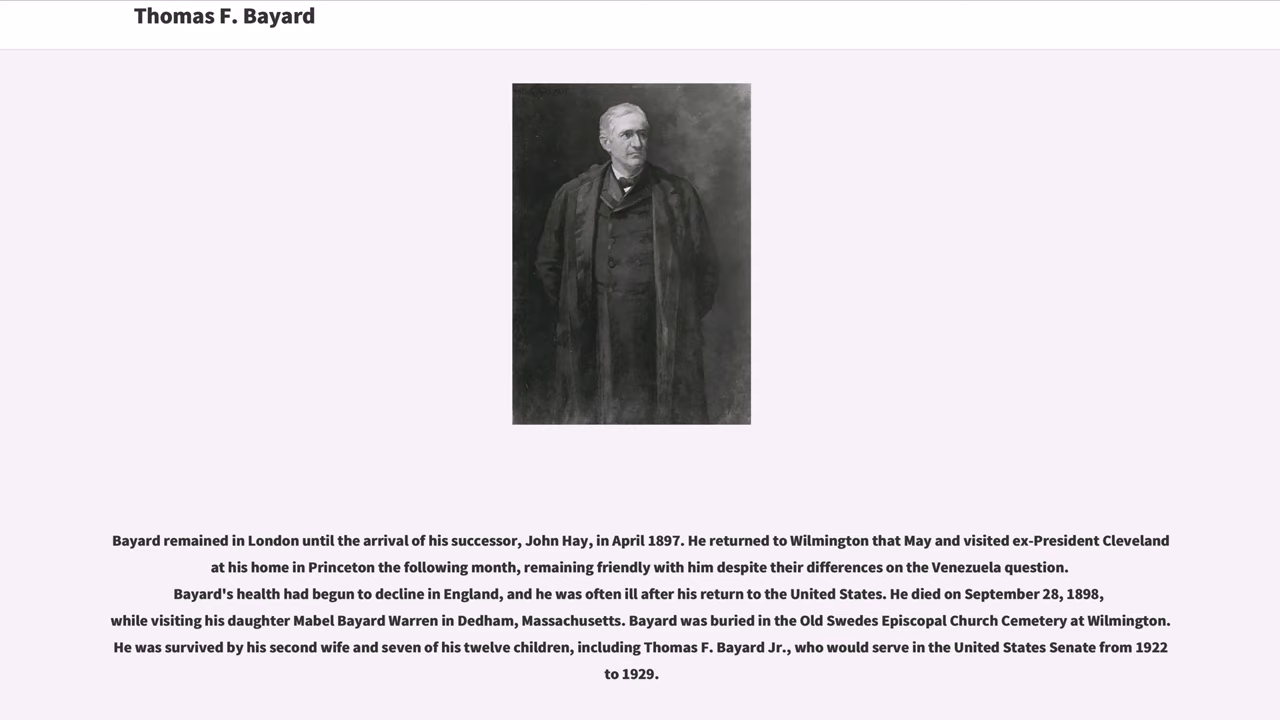 Thomas F. Bayard
Bayard remained in London until the arrival of his successor, John Hay, in April 1897. He returned to Wilmington that May and visited ex-President Cleveland
at his home in Princeton the following month, remaining friendly with him despite their differences on the Venezuela question.
Bayard's health had begun to decline in England, and he was often ill after his return to the United States. He died on September 28, 1898,
while visiting his daughter Mabel Bayard Warren in Dedham, Massachusetts. Bayard was buried in the Old Swedes Episcopal Church Cemetery at Wilmington.
He was survived by his second wife and seven of his twelve children, including Thomas F. Bayard Jr., who would serve in the United States Senate from 1922
to 1929.